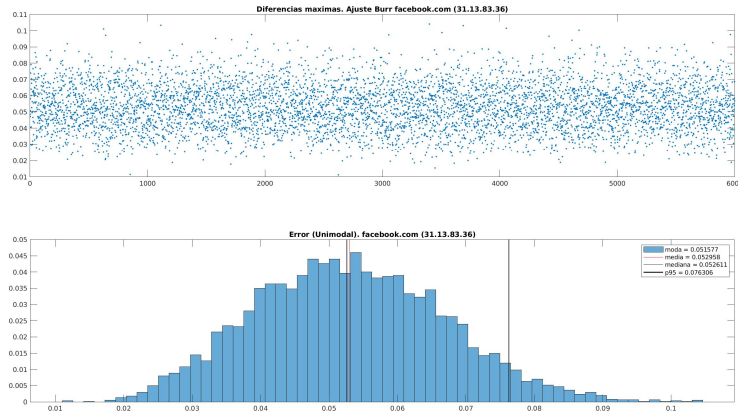 Diferencias maximas. Ajuste Burr facebook.com (31.13.83.36)
0.11
0.1
0.09
0.08
0.07
0.06
0.05
0.04
0.03
0.02
0.01
0 1000 2000 3000 4000 5000 6000
Error (Unimodal). facebook.com (31.13.83.36)
0.05
0.045
0.04
0.035
0.03
0.025
0.02
0.015
0.01
0.005
0
moda = 0.051577
media = 0.052958
mediana = 0.052611
p95 = 0.076306
0.01 0.02 0.03 0.04 0.05 0.06 0.07 0.08 0.09 0.1